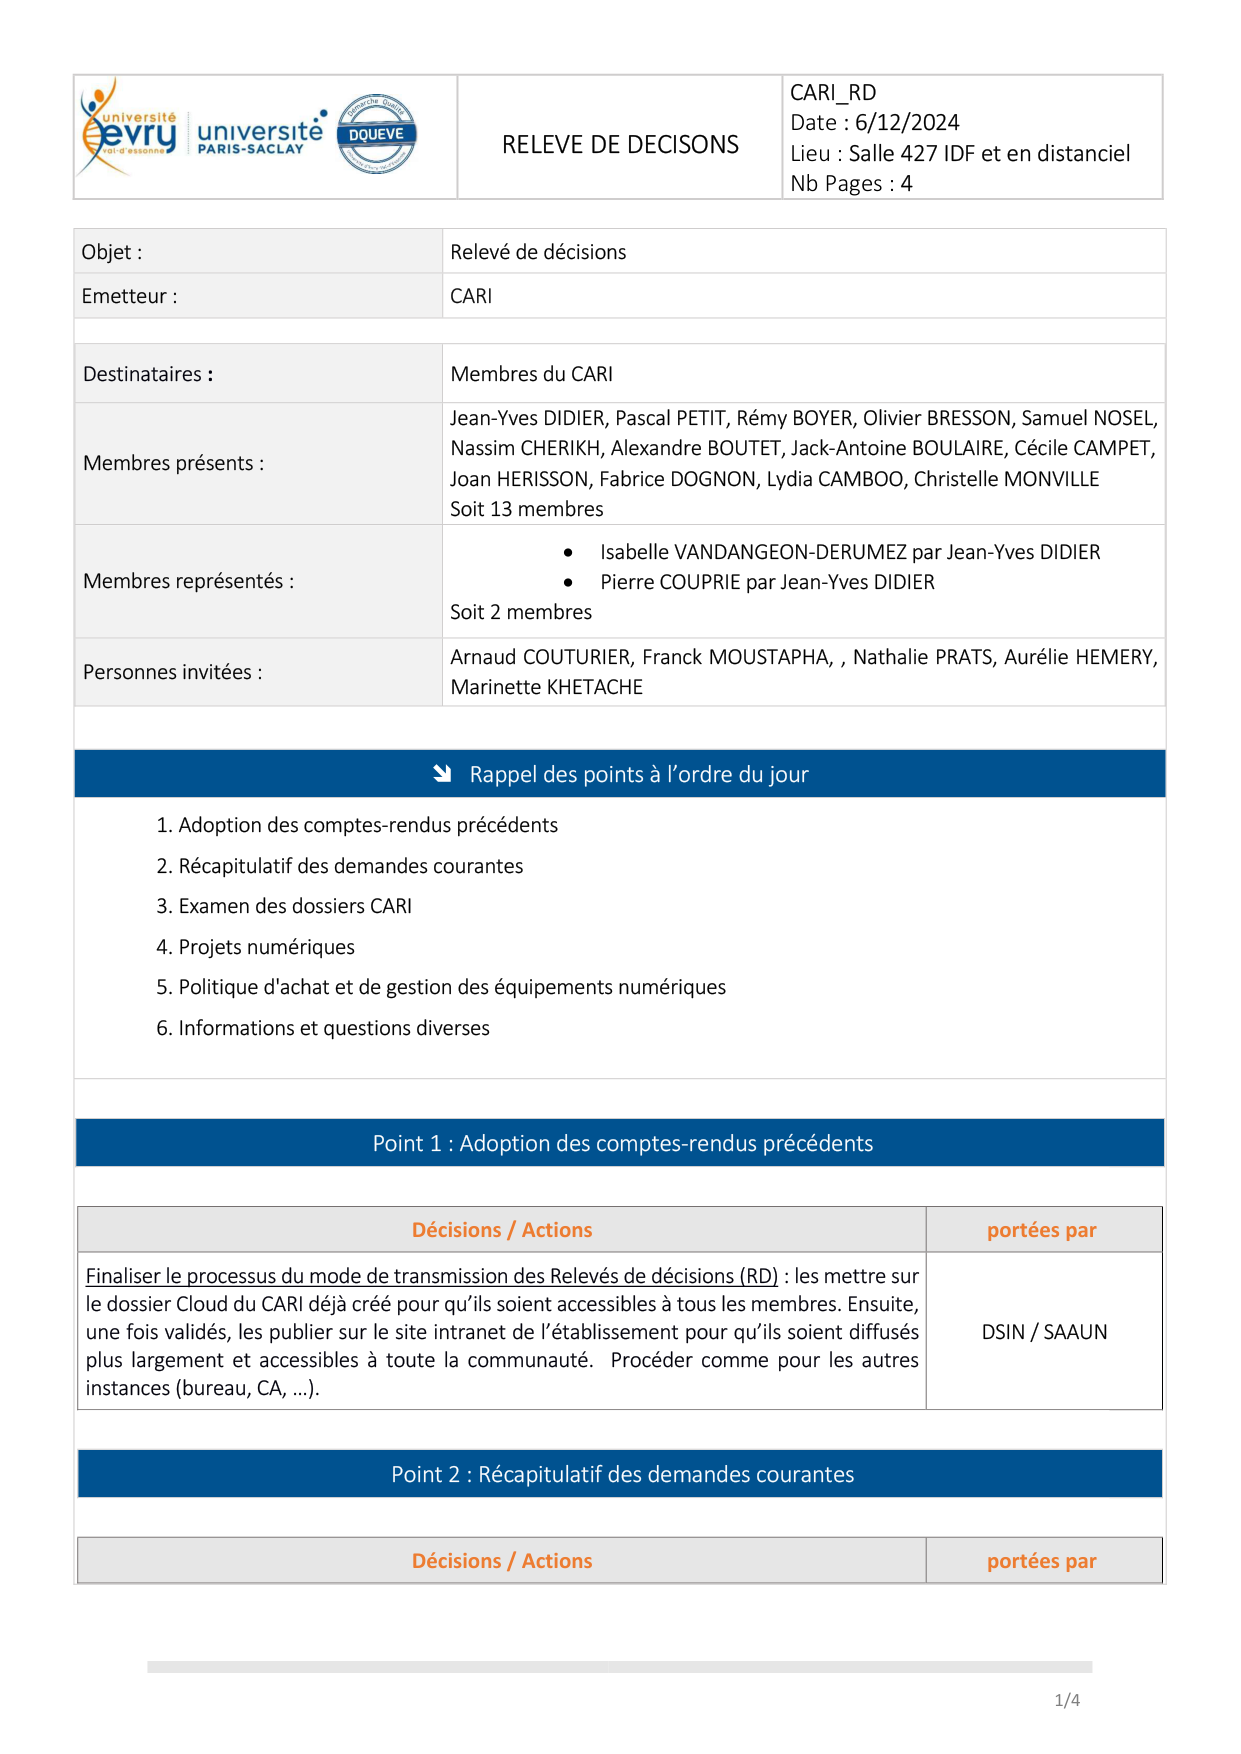 université
evry
val-d'essonne
université
PARIS-SACLAY
Démarche Qualité
DQUEVE
RELEVE DE DECISONS
CARI_RD
Date : 6/12/2024
Lieu : Salle 427 IDF et en distanciel
Nb Pages : 4
Objet :
Relevé de décisions
Emetteur :
CARI
Destinataires :
Membres du CARI
Membres présents :
Jean-Yves DIDIER, Pascal PETIT, Rémy BOYER, Olivier BRESSON, Samuel NOSEL,
Nassim CHERIKH, Alexandre BOUTET, Jack-Antoine BOULAIRE, Cécile CAMPET,
Joan HERISSON, Fabrice DOGNON, Lydia CAMBOO, Christelle MONVILLE
Soit 13 membres
Membres représentés :
• Isabelle VANDANGEON-DERUMEZ par Jean-Yves DIDIER
• Pierre COUPRIE par Jean-Yves DIDIER
Soit 2 membres
Personnes invitées :
Arnaud COUTURIER, Franck MOUSTAPHA, , Nathalie PRATS, Aurélie HEMERY,
Marinette KHETACHE
Rappel des points à l’ordre du jour
1. Adoption des comptes-rendus précédents
2. Récapitulatif des demandes courantes
3. Examen des dossiers CARI
4. Projets numériques
5. Politique d'achat et de gestion des équipements numériques
6. Informations et questions diverses
Point 1 : Adoption des comptes-rendus précédents
Décisions / Actions
portées par
Finaliser le processus du mode de transmission des Relevés de décisions (RD) : les mettre sur
le dossier Cloud du CARI déjà créé pour qu’ils soient accessibles à tous les membres. Ensuite,
une fois validés, les publier sur le site intranet de l’établissement pour qu’ils soient diffusés
plus largement et accessibles à toute la communauté. Procéder comme pour les autres
instances (bureau, CA, …).
DSIN / SAAUN
Point 2 : Récapitulatif des demandes courantes
Décisions / Actions
portées par
1/4